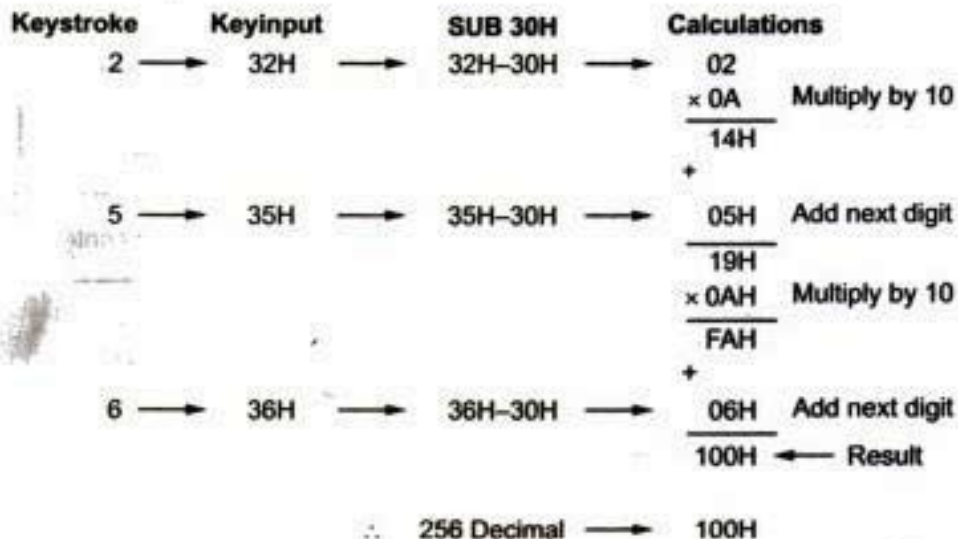 Keystroke Keyinput SUB 30H Calculations
2 → 32H → 32H–30H → 02
× 0A Multiply by 10
14H
+
5 → 35H → 35H–30H → 05H Add next digit
19H
× 0AH Multiply by 10
FAH
+
6 → 36H → 36H–30H → 06H Add next digit
100H ← Result
∴ 256 Decimal → 100H